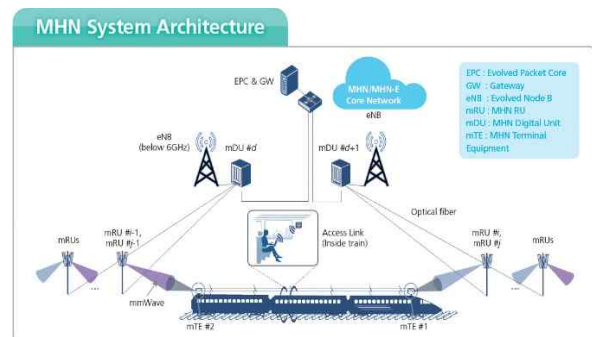 MHN System Architecture
EPC & GW
MHN/MHN-E
Core Network
eNB
EPC : Evolved Packet Core
GW : Gateway
eNB : Evolved Node B
mRU : MHN RU
mDU : MHN Digital Unit
mTE : MHN Terminal
Equipment
eNB
(below 6GHz)
mDU #d
mDU #d+1
Optical fiber
Access Link
(Inside train)
mRUs
mRU #i-1,
mRU #j-1
mRU #i,
mRU #j
mRUs
...
...
mmWave
mTE #2
mTE #1